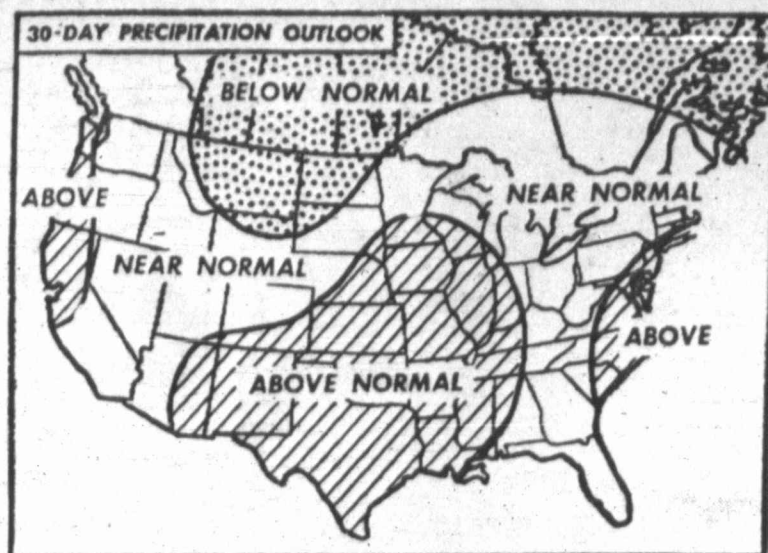 30-DAY PRECIPITATION OUTLOOK
BELOW NORMAL
ABOVE
NEAR NORMAL
NEAR NORMAL
ABOVE
ABOVE NORMAL